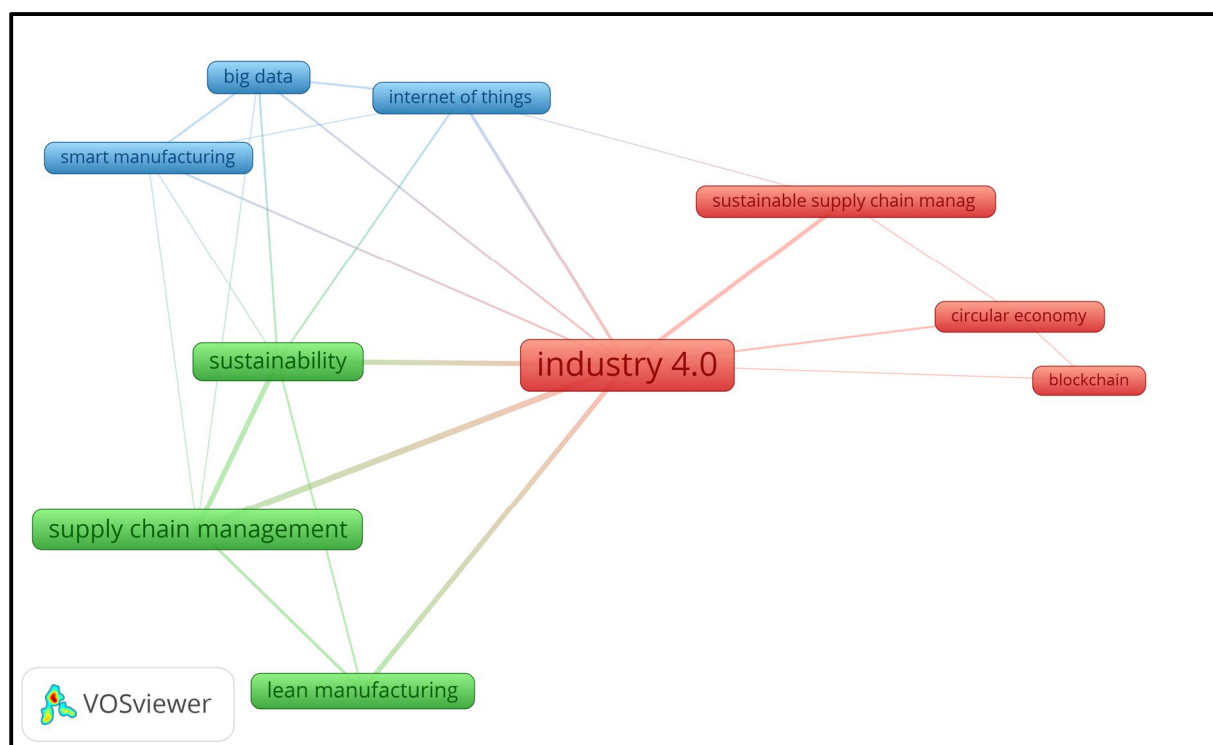 big data
internet of things
smart manufacturing
sustainable supply chain manag
circular economy
sustainability
industry 4.0
blockchain
supply chain management
lean manufacturing
VOSviewer